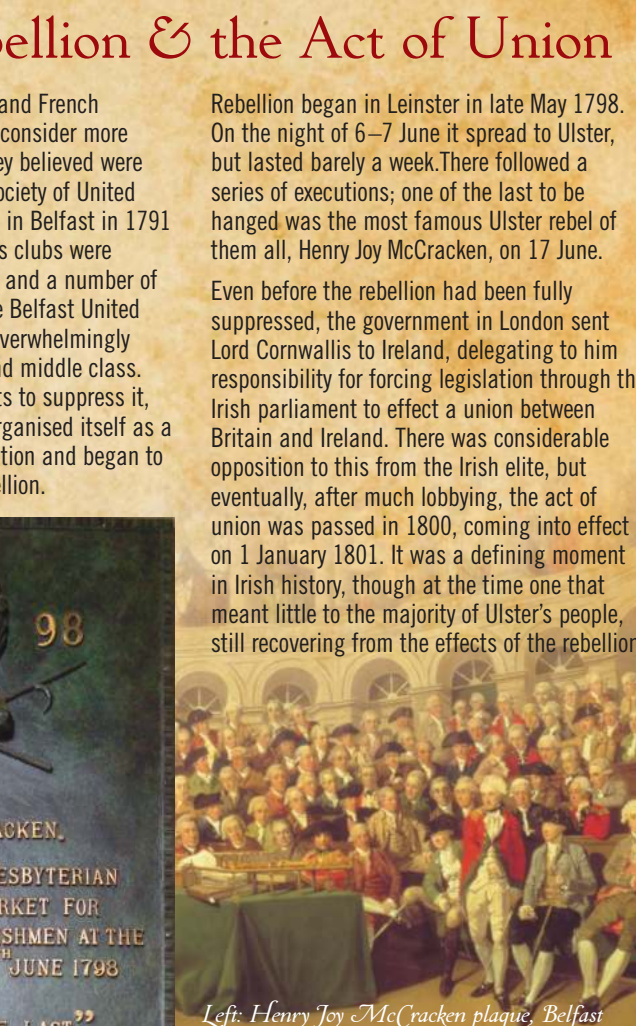 ellion & the Act of Union
and French
consider more
ey believed were
ociety of United
in Belfast in 1791
s clubs were
and a number of
e Belfast United
verwhelmingly
nd middle class.
ts to suppress it,
rganised itself as a
tion and began to
llion.
Rebellion began in Leinster in late May 1798.
On the night of 6–7 June it spread to Ulster,
but lasted barely a week.There followed a
series of executions; one of the last to be
hanged was the most famous Ulster rebel of
them all, Henry Joy McCracken, on 17 June.
Even before the rebellion had been fully
suppressed, the government in London sent
Lord Cornwallis to Ireland, delegating to him
responsibility for forcing legislation through th
Irish parliament to effect a union between
Britain and Ireland. There was considerable
opposition to this from the Irish elite, but
eventually, after much lobbying, the act of
union was passed in 1800, coming into effect
on 1 January 1801. It was a defining moment
in Irish history, though at the time one that
meant little to the majority of Ulster's people,
still recovering from the effects of the rebellion
98
ACKEN.
ESBYTERIAN
RKET FOR
SHMEN AT THE
H JUNE 1798
LAST"
Left: Henry Joy McCracken plaque, Belfast